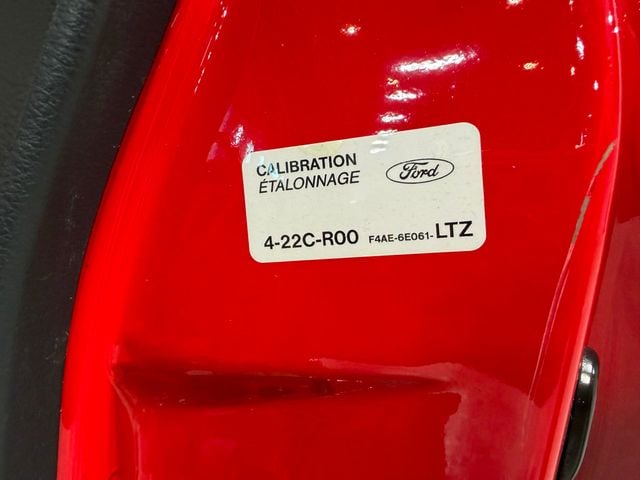 CALIBRATION
ÉTALONNAGE
Ford
4-22C-R00 F4AE-6E061-LTZ